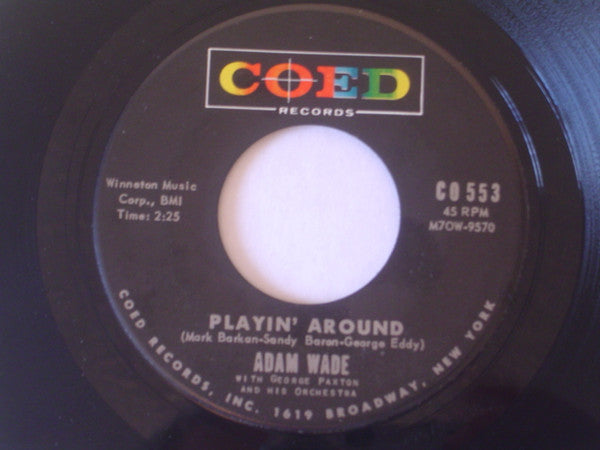 COED
RECORDS
Winneton Music
Corp., BMI
Time: 2:25
CO 553
45 RPM
M7OW-9570
PLAYIN' AROUND
(Mark Barkan-Sandy Baron-George Eddy)
ADAM WADE
WITH GEORGE PAXTON
AND HIS ORCHESTRA
COED RECORDS, INC. 1619 BROADWAY, NEW YORK